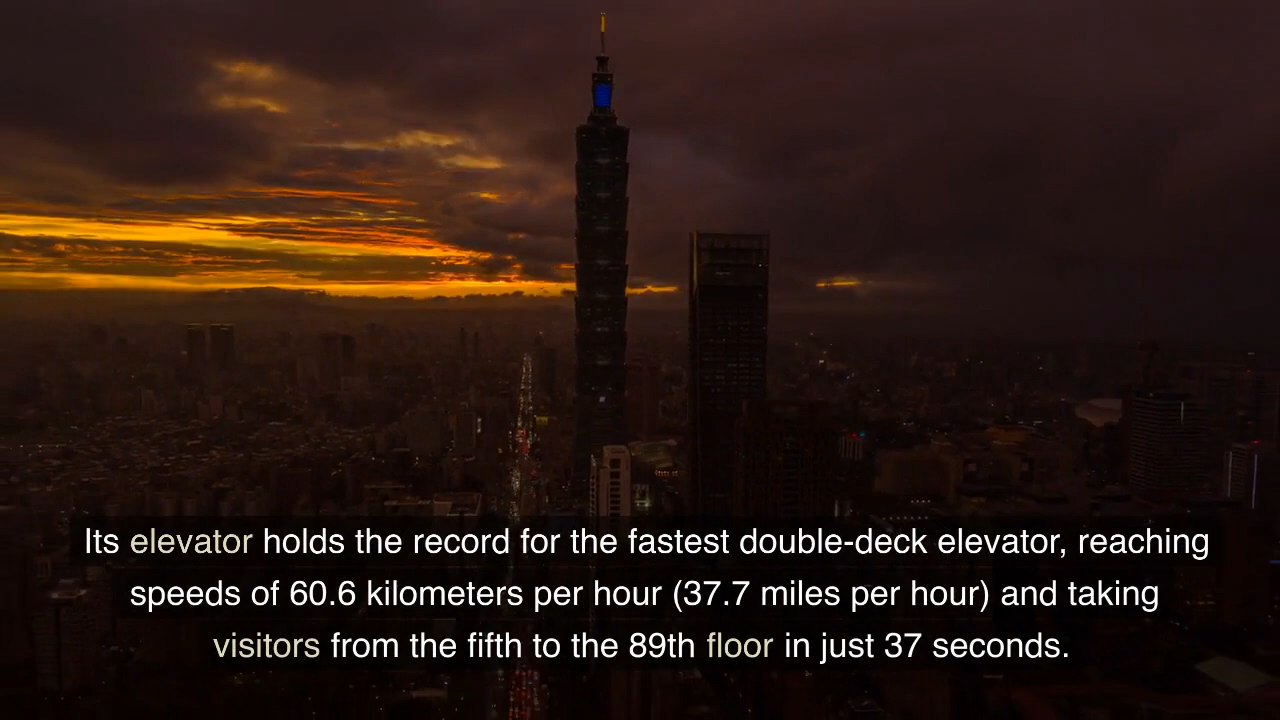 Its elevator holds the record for the fastest double-deck elevator, reaching
speeds of 60.6 kilometers per hour (37.7 miles per hour) and taking
visitors from the fifth to the 89th floor in just 37 seconds.